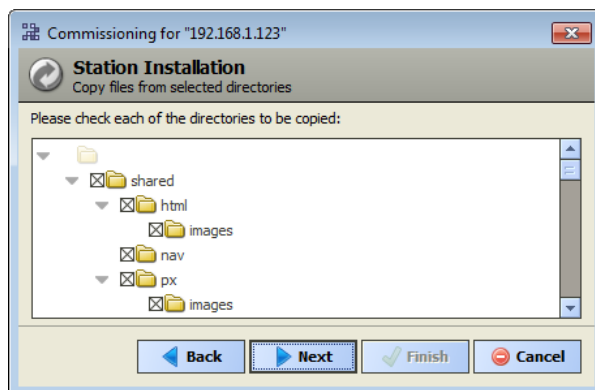 Commissioning for "192.168.1.123"
Station Installation
Copy files from selected directories
Please check each of the directories to be copied:
shared
html
images
nav
px
images
Back Next Finish Cancel